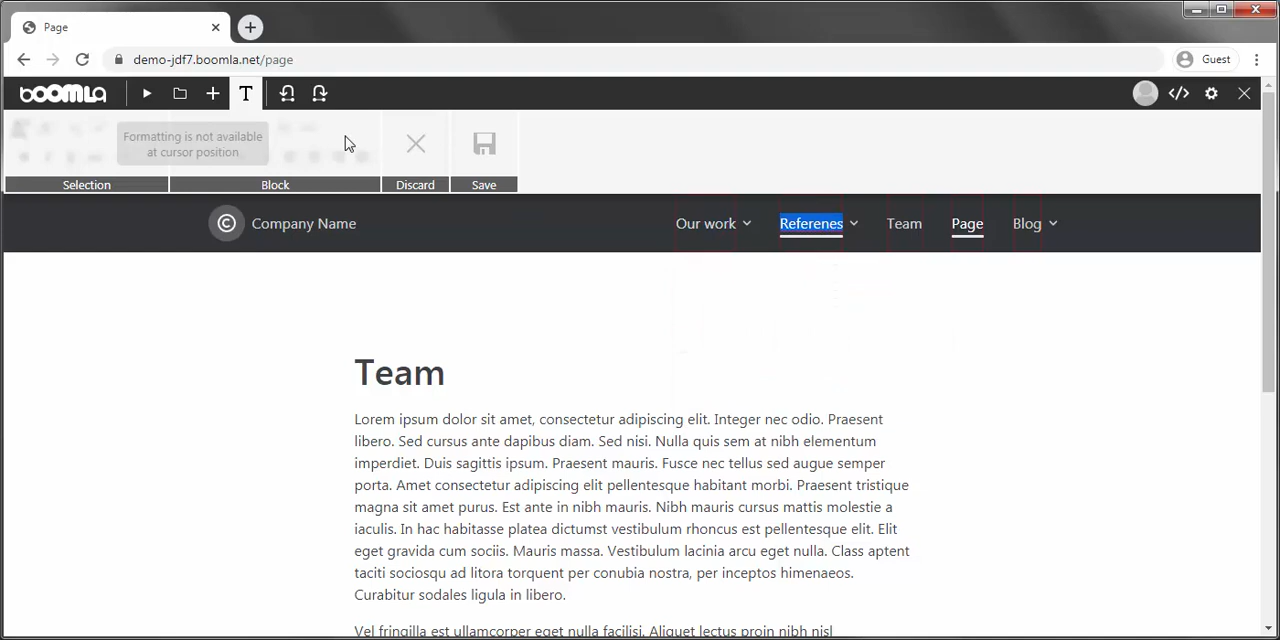 Page
demo-jdf7.boomla.net/page
Guest
bOOMLa
T
Formatting is not available
at cursor position
Selection
Block
Discard
Save
© Company Name
Our work
Referenes
Team
Page
Blog
Team
Lorem ipsum dolor sit amet, consectetur adipiscing elit. Integer nec odio. Praesent
libero. Sed cursus ante dapibus diam. Sed nisi. Nulla quis sem at nibh elementum
imperdiet. Duis sagittis ipsum. Praesent mauris. Fusce nec tellus sed augue semper
porta. Amet consectetur adipiscing elit pellentesque habitant morbi. Praesent tristique
magna sit amet purus. Est ante in nibh mauris. Nibh mauris cursus mattis molestie a
iaculis. In hac habitasse platea dictumst vestibulum rhoncus est pellentesque elit. Elit
eget gravida cum sociis. Mauris massa. Vestibulum lacinia arcu eget nulla. Class aptent
taciti sociosqu ad litora torquent per conubia nostra, per inceptos himenaeos.
Curabitur sodales ligula in libero.
Vel fringilla est ullamcorper eget nulla facilisi. Aliquet lectus proin nibh nisl